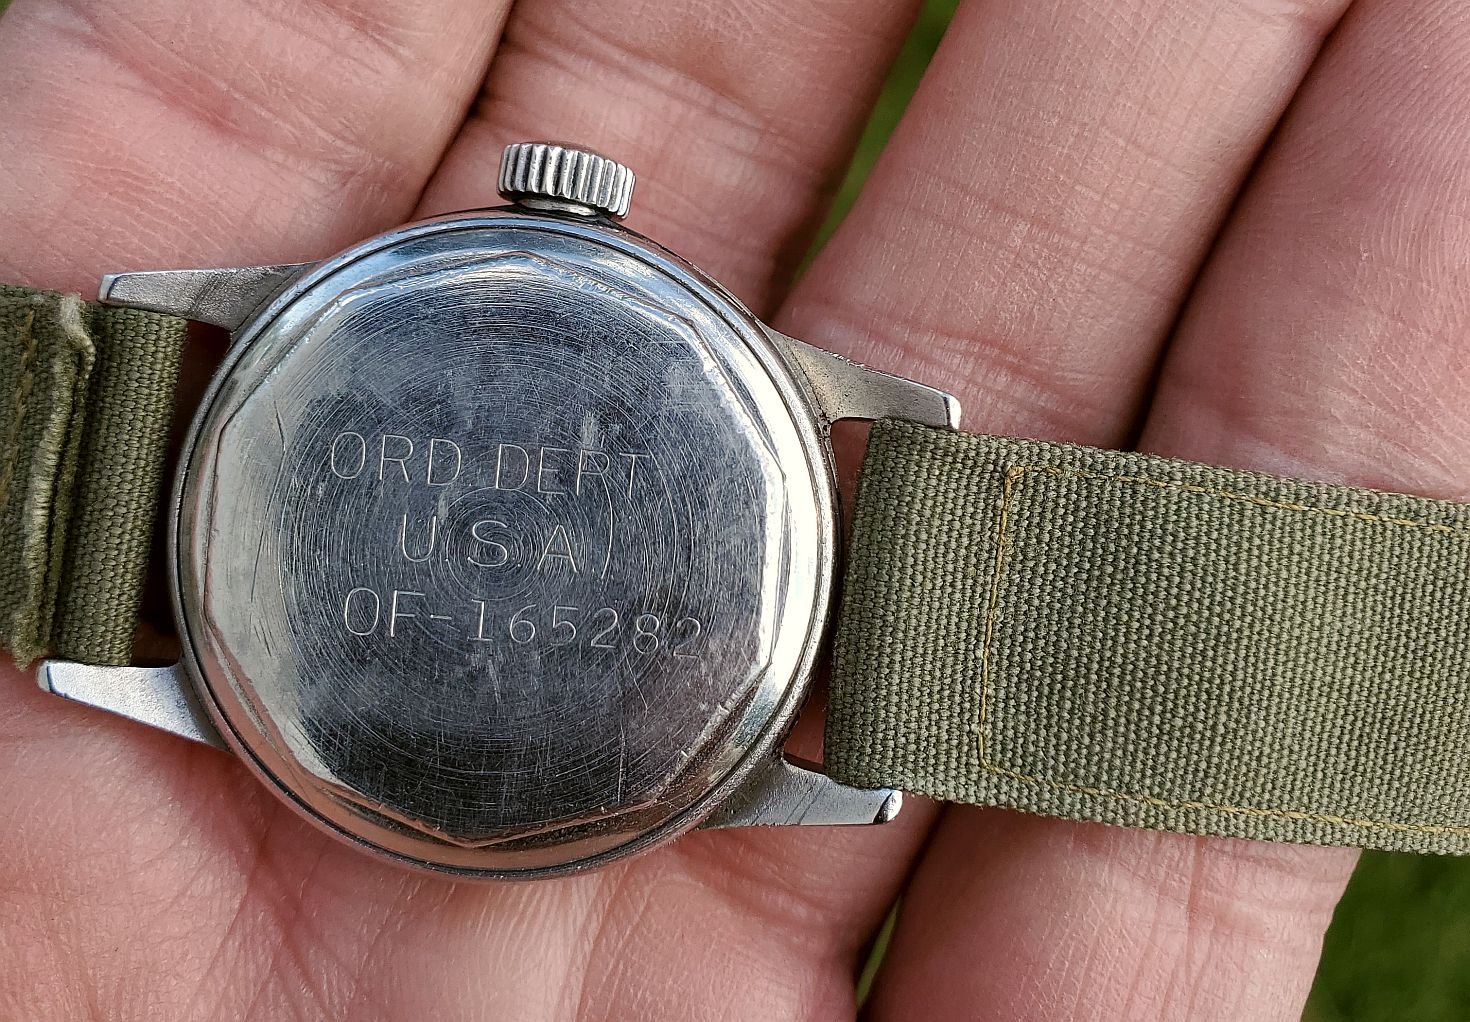 ORD. DEPT.
U.S.A.
OF-165282